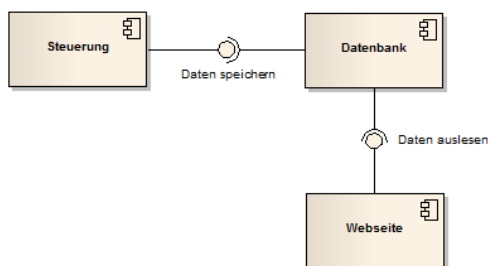 Steuerung
Datenbank
Daten speichern
Daten auslesen
Webseite